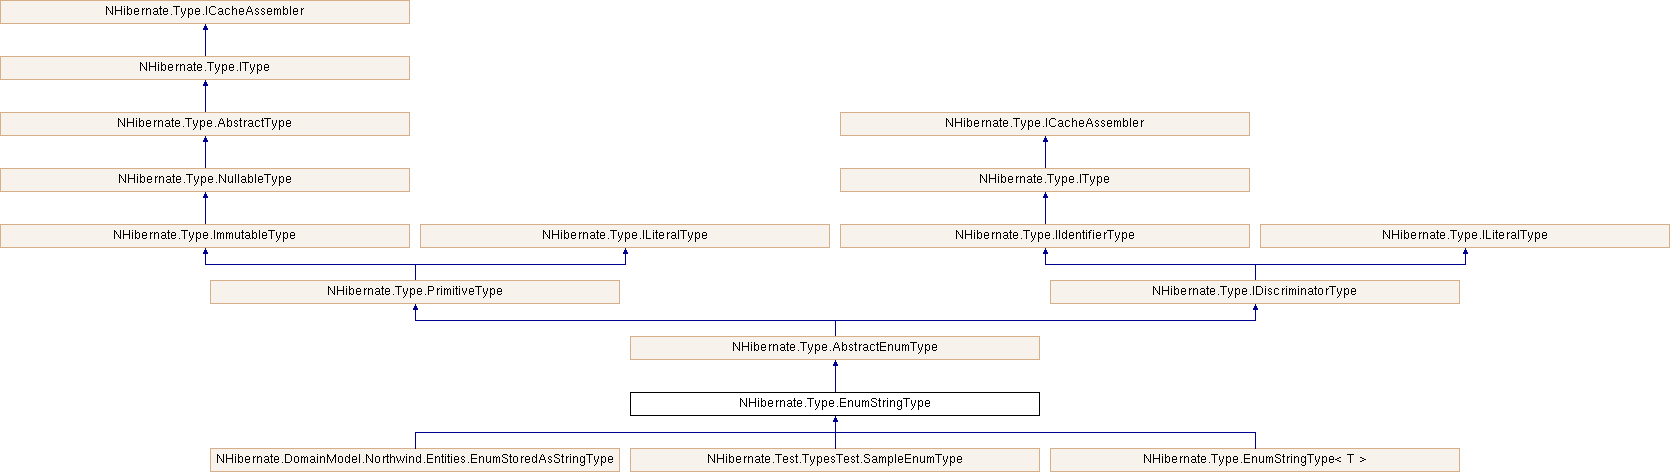 NHibernate.Type.ICacheAssembler
NHibernate.Type.IType
NHibernate.Type.AbstractType
NHibernate.Type.ICacheAssembler
NHibernate.Type.NullableType
NHibernate.Type.IType
NHibernate.Type.ImmutableType
NHibernate.Type.ILiteralType
NHibernate.Type.IIdentifierType
NHibernate.Type.ILiteralType
NHibernate.Type.PrimitiveType
NHibernate.Type.IDiscriminatorType
NHibernate.Type.AbstractEnumType
NHibernate.Type.EnumStringType
NHibernate.DomainModel.Northwind.Entities.EnumStoredAsStringType
NHibernate.Test.TypesTest.SampleEnumType
NHibernate.Type.EnumStringType< T >